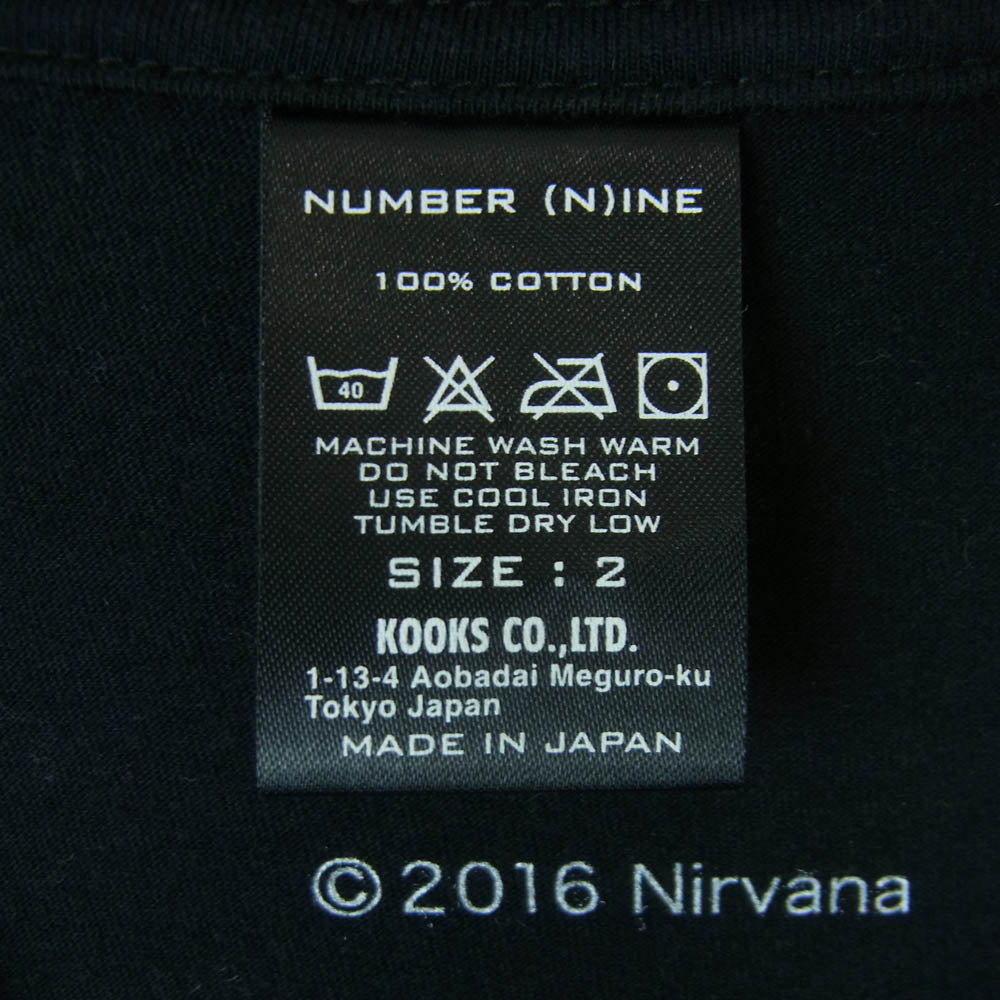 NUMBER (N)INE
100% COTTON
40
MACHINE WASH WARM
DO NOT BLEACH
USE COOL IRON
TUMBLE DRY LOW
SIZE : 2
KOOKS CO.,LTD.
1-13-4 Aobadai Meguro-ku
Tokyo Japan
MADE IN JAPAN
© 2016 Nirvana